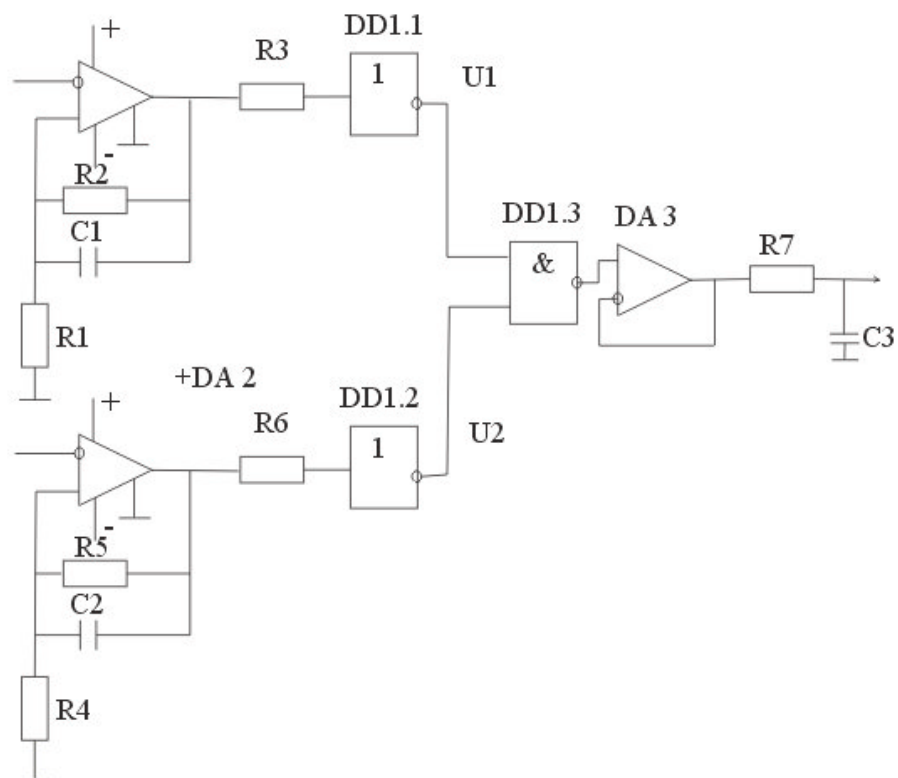 +
DD1.1
R3
1
U1
-
R2
C1
R1
DD1.3
DA 3
&
R7
C3
+DA 2
+
DD1.2
R6
1
U2
-
R5
C2
R4